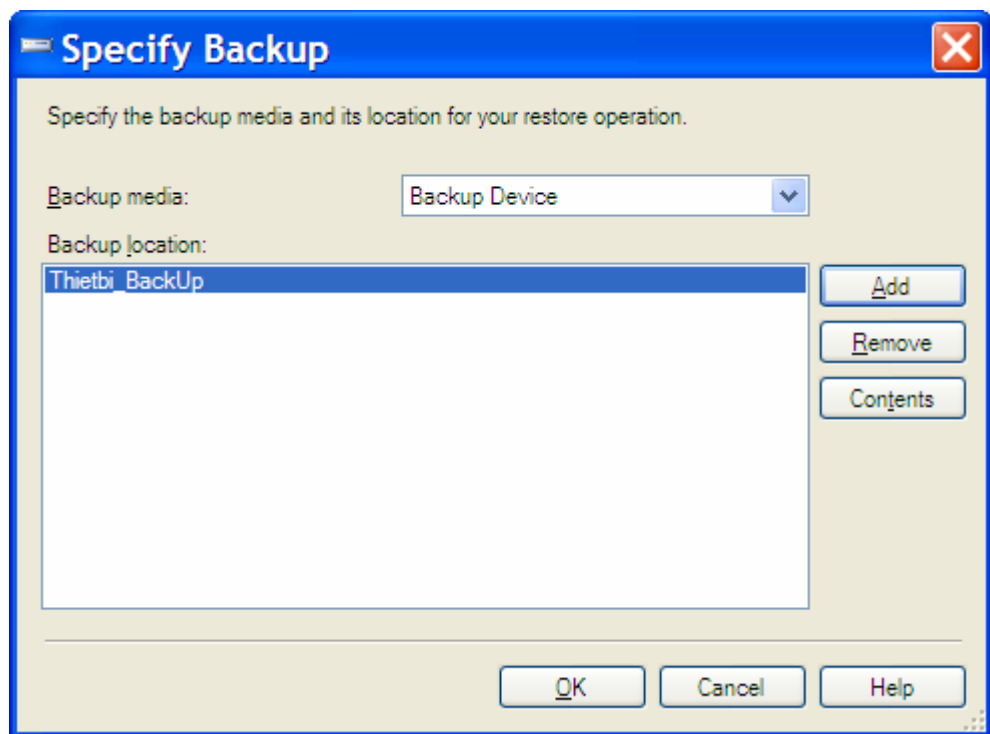 Specify Backup
Specify the backup media and its location for your restore operation.
Backup media:
Backup Device
Backup location:
Thietbi_BackUp
Add
Remove
Contents
OK
Cancel
Help